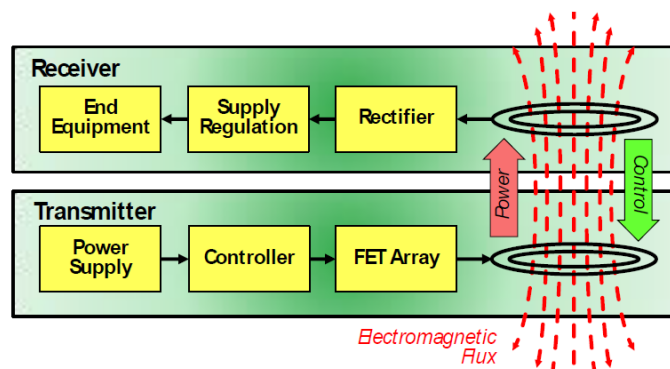 Receiver
End
Equipment
Supply
Regulation
Rectifier
Power
Control
Transmitter
Power
Supply
Controller
FET Array
Electromagnetic
Flux